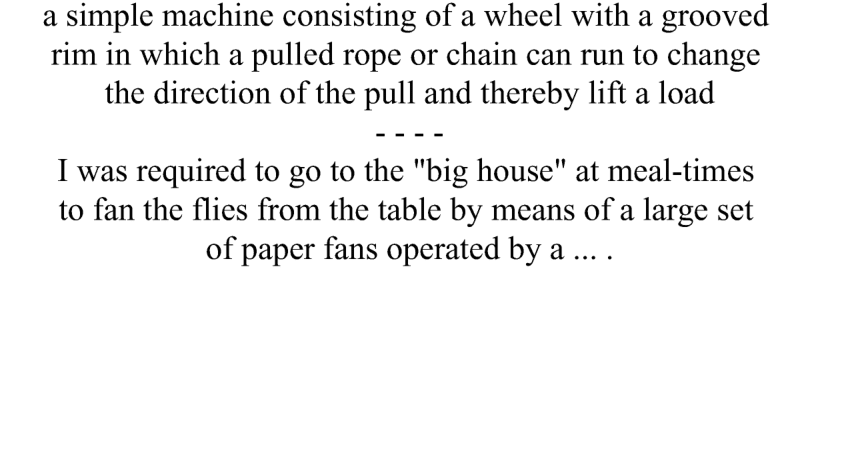 a simple machine consisting of a wheel with a grooved
rim in which a pulled rope or chain can run to change
the direction of the pull and thereby lift a load
- - - -
I was required to go to the "big house" at meal-times
to fan the flies from the table by means of a large set
of paper fans operated by a ... .